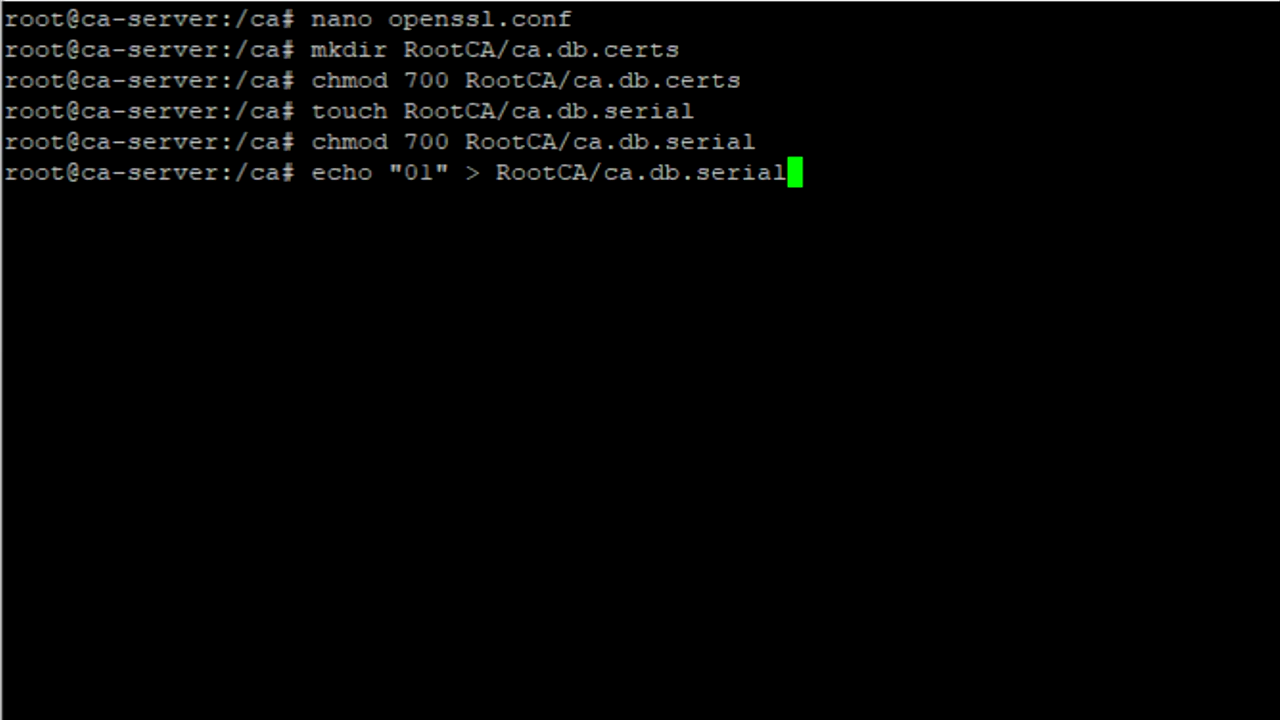 root@ca-server:/ca# nano openssl.conf
root@ca-server:/ca# mkdir RootCA/ca.db.certs
root@ca-server:/ca# chmod 700 RootCA/ca.db.certs
root@ca-server:/ca# touch RootCA/ca.db.serial
root@ca-server:/ca# chmod 700 RootCA/ca.db.serial
root@ca-server:/ca# echo "01" > RootCA/ca.db.serial